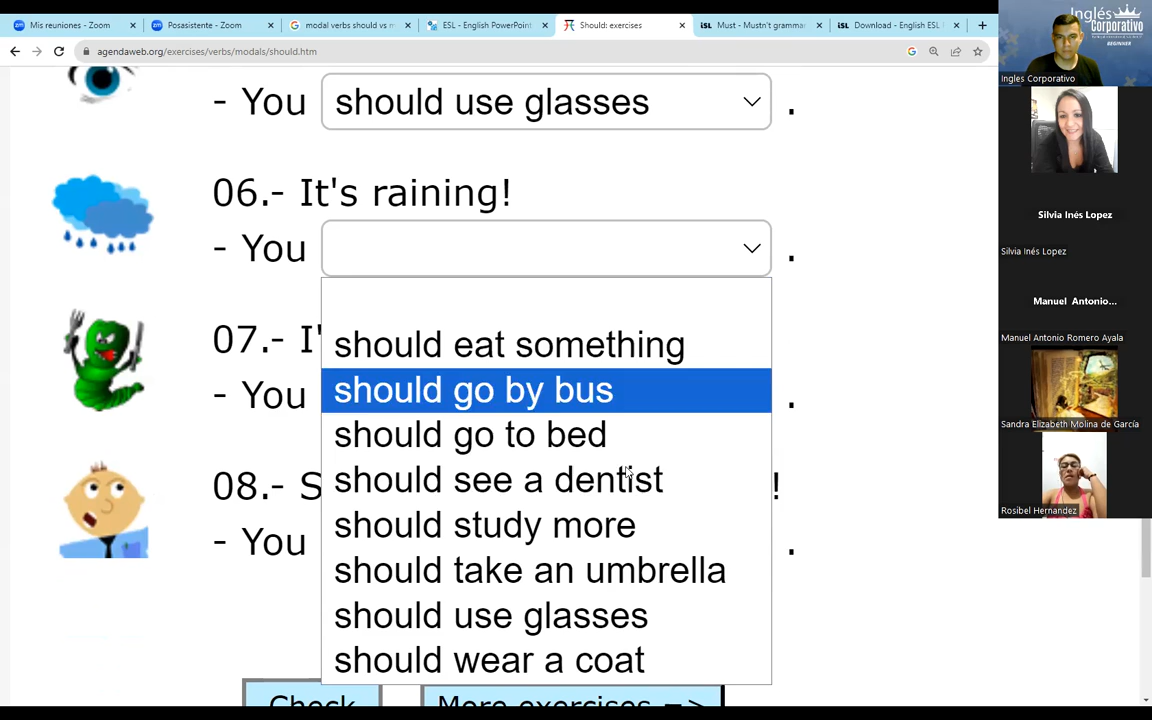 Mis reuniones - Zoom
Posasistente - Zoom
modal verbs should vs m
ESL - English PowerPoint
Should: exercises
Must - Mustn't gramma
Download - English ESL
agendaweb.org/exercises/verbs/modals/should.htm
- You should use glasses .
06.- It's raining!
- You .
should eat something
07.- I'
should go by bus
- You .
should go to bed
should see a dentist
08.- S !
should study more
- You .
should take an umbrella
should use glasses
should wear a coat
Check
More exercises =>
Inglés
Corporativo
BEGINNER
Ingles Corporativo
Silvia Inés Lopez
Silvia Inés Lopez
Manuel Antonio...
Manuel Antonio Romero Ayala
Sandra Elizabeth Molina de García
Rosibel Hernandez